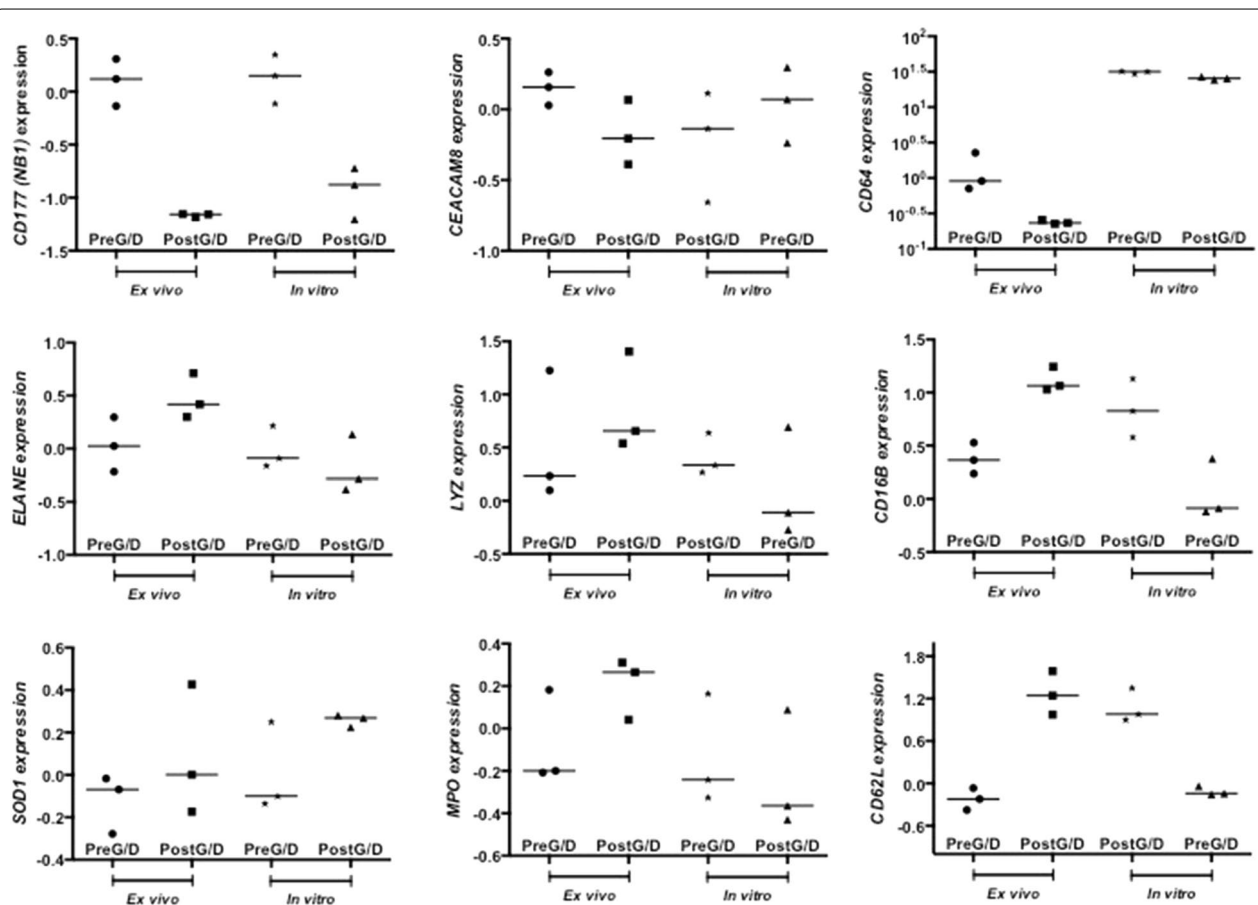 CD177 (NB1) expression
0.5
0.0
-0.5
-1.0
-1.5
PreG/D PostG/D PreG/D PostG/D
Ex vivo In vitro
CEACAM8 expression
0.5
0.0
-0.5
-1.0
PreG/D PostG/D PostG/D PreG/D
Ex vivo In vitro
CD64 expression
10^2
10^1.5
10^1
10^0.5
10^0
10^-0.5
10^-1
PreG/D PostG/D PreG/D PostG/D
Ex vivo In vitro
ELANE expression
1.0
0.5
0.0
-0.5
-1.0
PreG/D PostG/D PreG/D PostG/D
Ex vivo In vitro
LYZ expression
1.5
1.0
0.5
0.0
-0.5
PreG/D PostG/D PostG/D PreG/D
Ex vivo In vitro
CD16B expression
1.5
1.0
0.5
0.0
-0.5
PreG/D PostG/D PostG/D PreG/D
Ex vivo In vitro
SOD1 expression
0.6
0.4
0.2
0.0
-0.2
-0.4
PreG/D PostG/D PreG/D PostG/D
Ex vivo In vitro
MPO expression
0.4
0.2
0.0
-0.2
-0.4
-0.6
PreG/D PostG/D PreG/D PostG/D
Ex vivo In vitro
CD62L expression
1.8
1.2
0.6
-0.0
-0.6
PreG/D PostG/D PostG/D PreG/D
Ex vivo In vitro